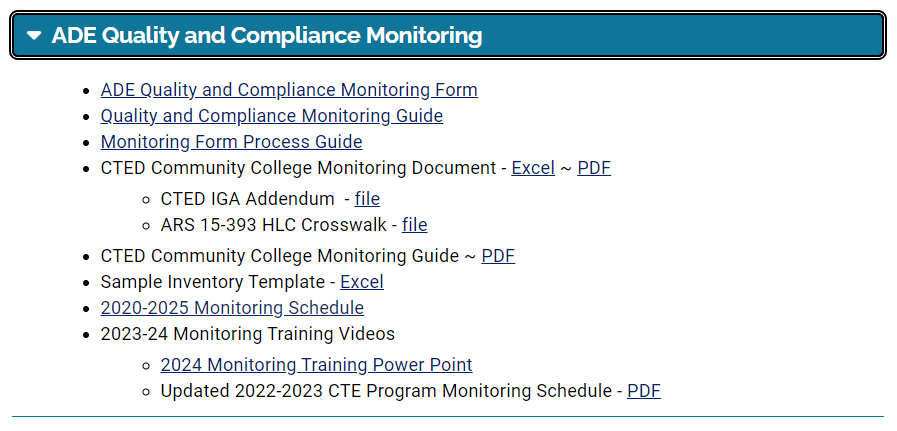 ADE Quality and Compliance Monitoring
ADE Quality and Compliance Monitoring Form
Quality and Compliance Monitoring Guide
Monitoring Form Process Guide
CTED Community College Monitoring Document - Excel ~ PDF
CTED IGA Addendum - file
ARS 15-393 HLC Crosswalk - file
CTED Community College Monitoring Guide ~ PDF
Sample Inventory Template - Excel
2020-2025 Monitoring Schedule
2023-24 Monitoring Training Videos
2024 Monitoring Training Power Point
Updated 2022-2023 CTE Program Monitoring Schedule - PDF